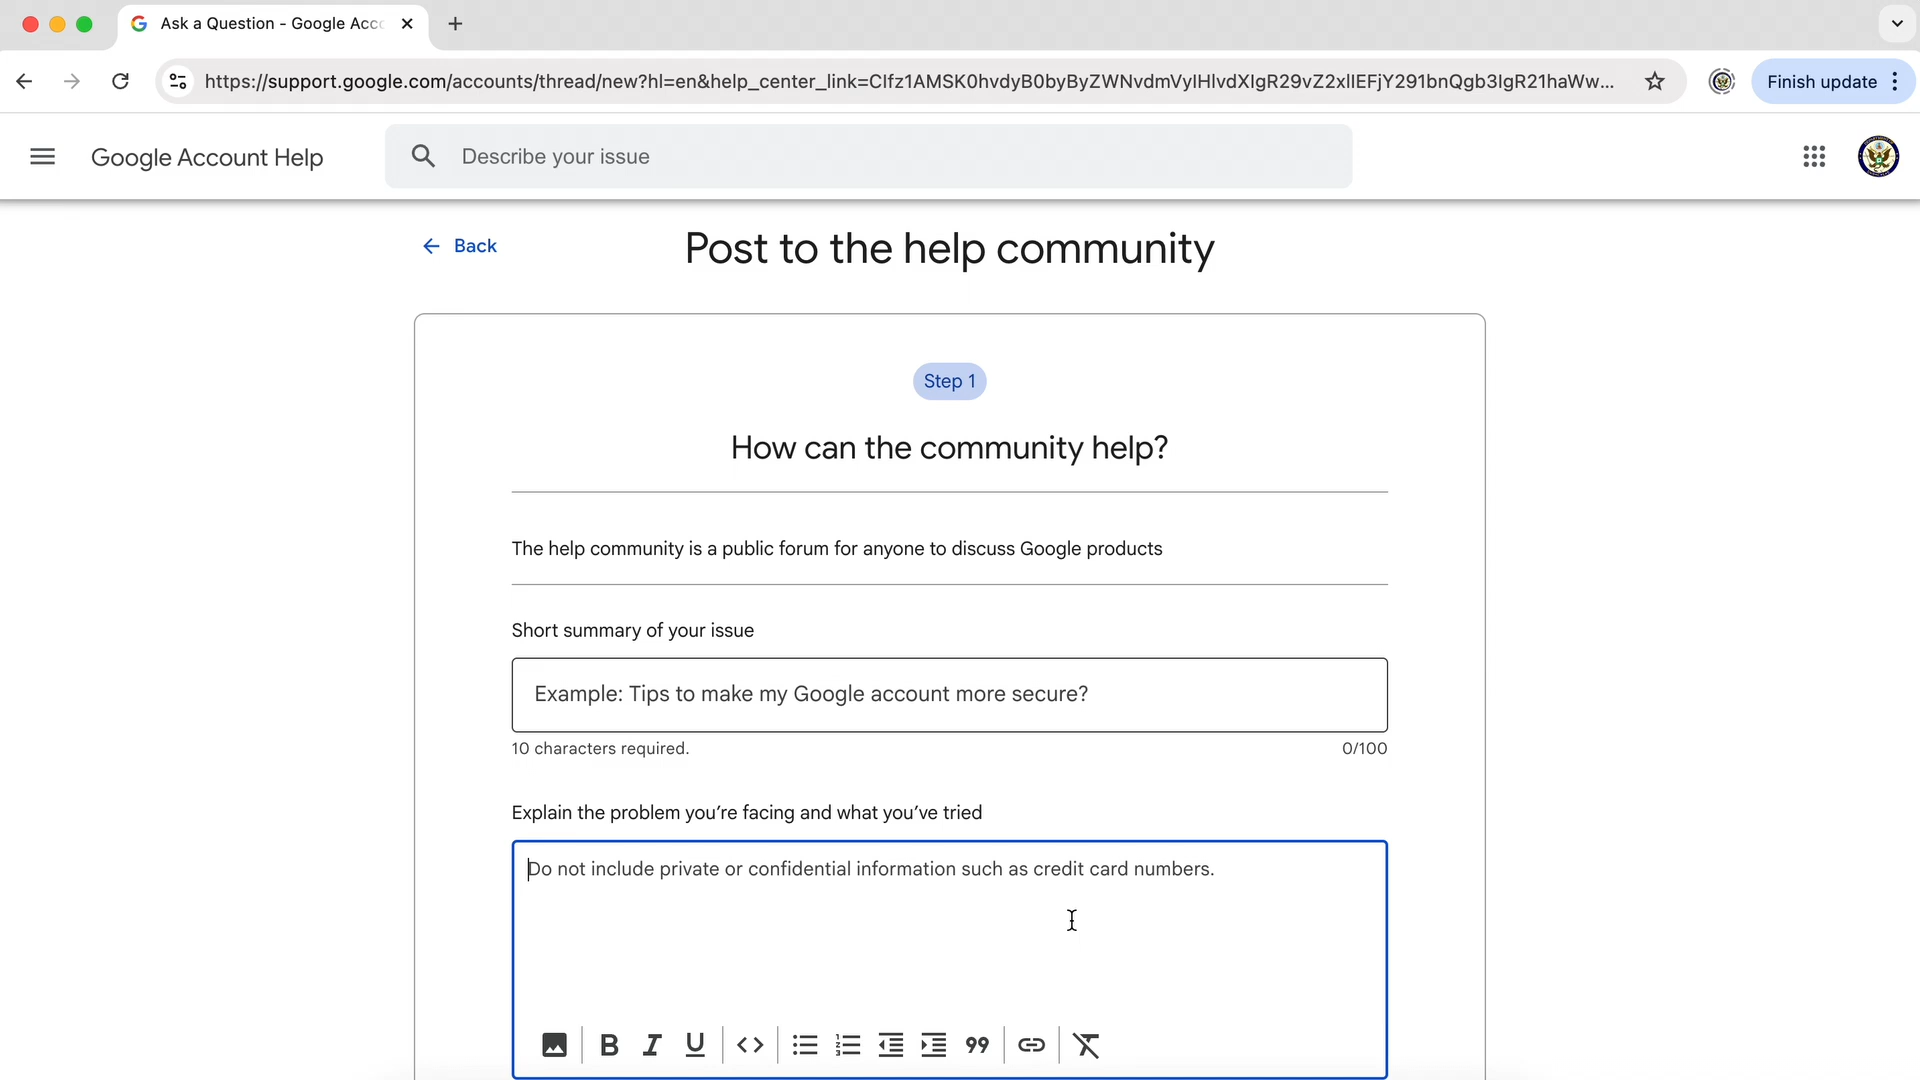 Ask a Question - Google Acc
https://support.google.com/accounts/thread/new?hl=en&help_center_link=CIfz1AMSK0hvdyB0byByZWNvdmVyIHlvdXIgR29vZ2xlIEFjY291bnQgb3IgR21haWw...
Finish update
Google Account Help
Describe your issue
Back
Post to the help community
Step 1
How can the community help?
The help community is a public forum for anyone to discuss Google products
Short summary of your issue
Example: Tips to make my Google account more secure?
10 characters required.
0/100
Explain the problem you’re facing and what you’ve tried
Do not include private or confidential information such as credit card numbers.